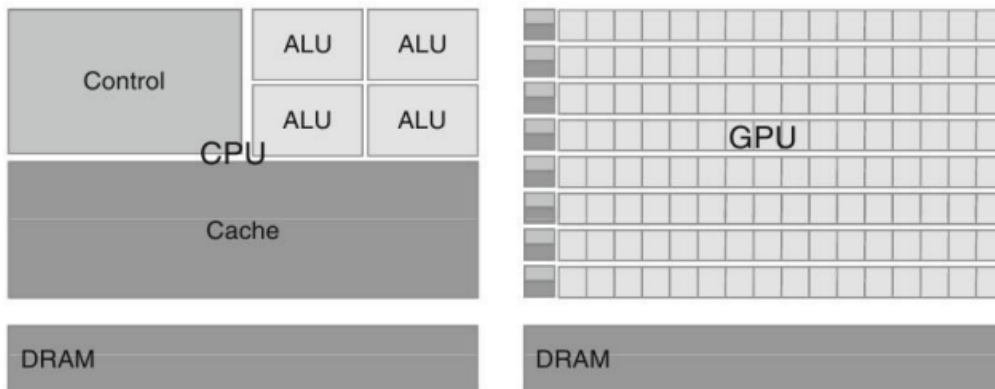 ALU ALU
Control
ALU ALU
CPU
Cache
DRAM
GPU
DRAM